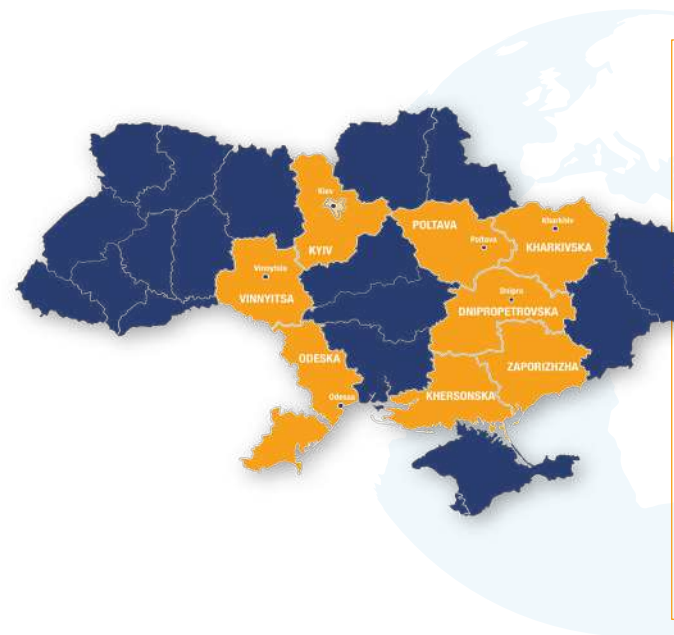 Kiev
KYIV
POLTAVA
Poltava
Kharkhiv
KHARKIVSKA
Vinnytsia
VINNYITSA
Dnipro
DNIPROPETROVSKA
ODESKA
Odessa
ZAPORIZHZHA
KHERSONSKA